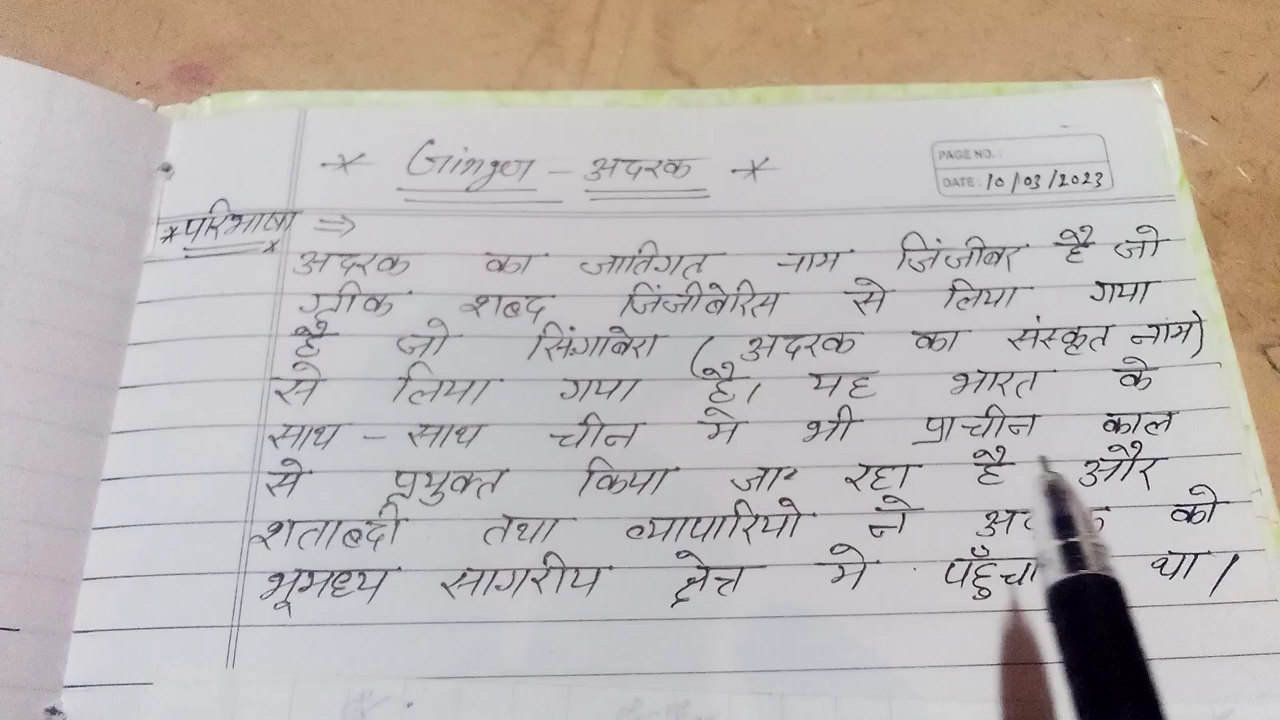 * Ginger - अदरक *
PAGE NO.:
DATE. 10/03/2023
*परिभाषा* ⇒
अदरक का जातिगत नाम जिंजीबर है जो
ग्रीक शब्द जिंजीबेरिस से लिया गया
है जो सिंगाबेरा (अदरक का संस्कृत नाम)
से लिया गया है। यह भारत के
साथ - साथ चीन मे भी प्राचीन काल
से प्रयुक्त किया जा रहा है और
शताब्दी तथा व्यापारियो ने को
भूमध्य सागरीय क्षेत्र मे पहुँचा था।